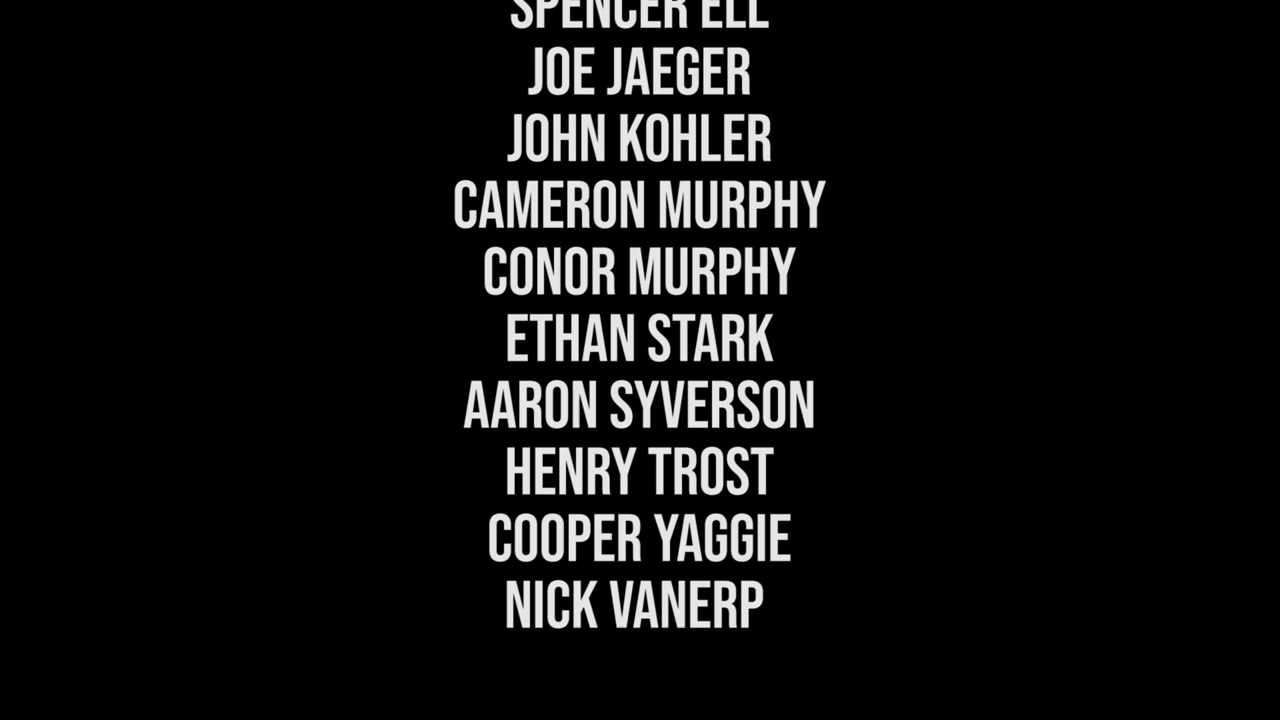 SPENCER ELL
JOE JAEGER
JOHN KOHLER
CAMERON MURPHY
CONOR MURPHY
ETHAN STARK
AARON SYVERSON
HENRY TROST
COOPER YAGGIE
NICK VANERP